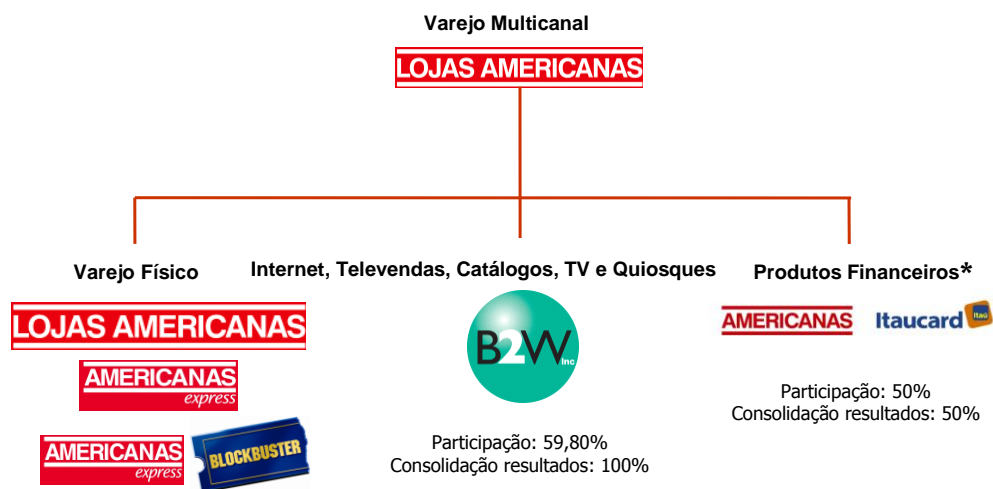 Varejo Multicanal
LOJAS AMERICANAS
Varejo Físico
Internet, Televendas, Catálogos, TV e Quiosques
Produtos Financeiros*
LOJAS AMERICANAS
AMERICANAS
express
AMERICANAS
express
BLOCKBUSTER
B2W
Inc
Participação: 59,80%
Consolidação resultados: 100%
AMERICANAS
Itaucard
Itaú
Participação: 50%
Consolidação resultados: 50%